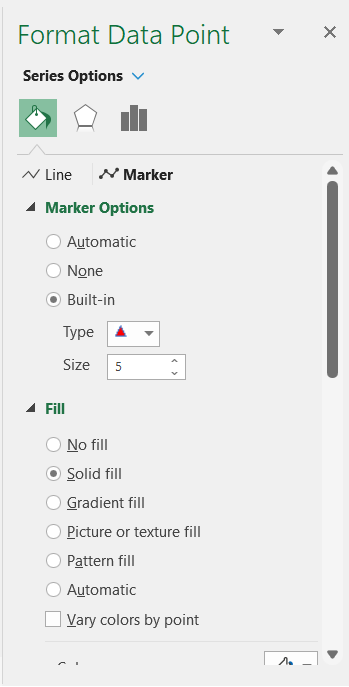 Format Data Point
Series Options
Line Marker
Marker Options
Automatic
None
Built-in
Type
Size 5
Fill
No fill
Solid fill
Gradient fill
Picture or texture fill
Pattern fill
Automatic
Vary colors by point